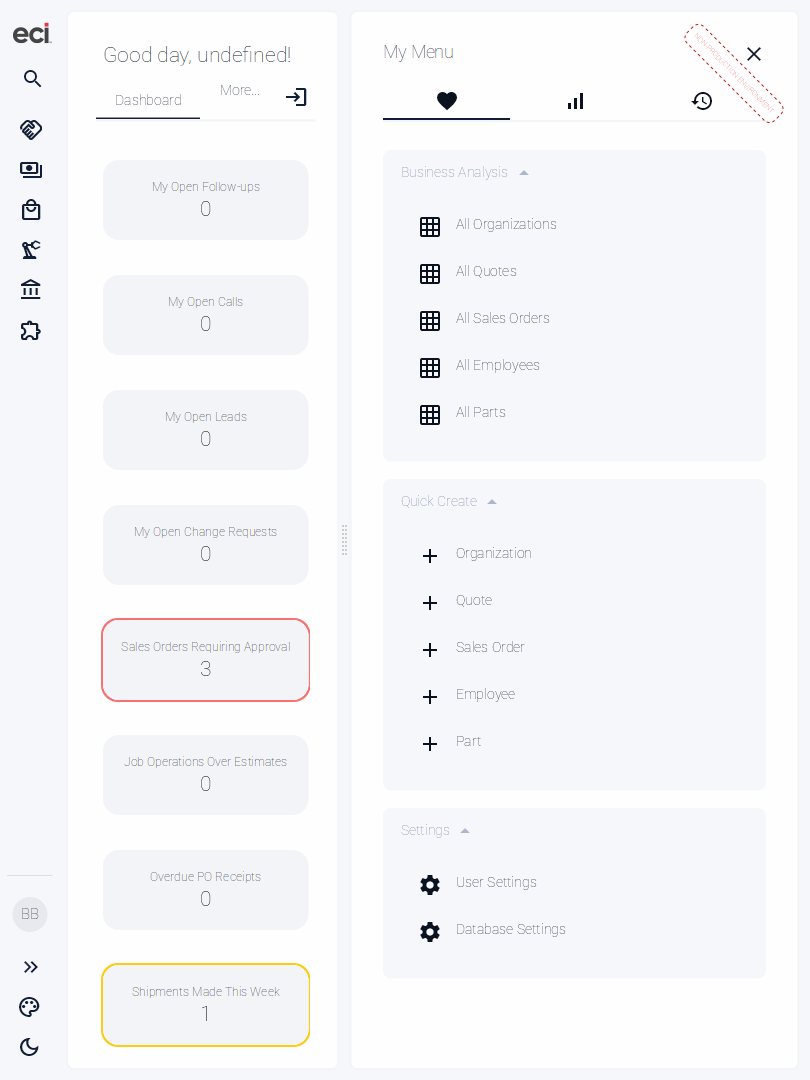 eci
Good day, undefined!
Dashboard
More...
My Open Follow-ups
0
My Open Calls
0
My Open Leads
0
My Open Change Requests
0
Sales Orders Requiring Approval
3
Job Operations Over Estimates
0
Overdue PO Receipts
0
Shipments Made This Week
1
BB
My Menu
NON-PRODUCTION ENVIRONMENT
Business Analysis
All Organizations
All Quotes
All Sales Orders
All Employees
All Parts
Quick Create
Organization
Quote
Sales Order
Employee
Part
Settings
User Settings
Database Settings